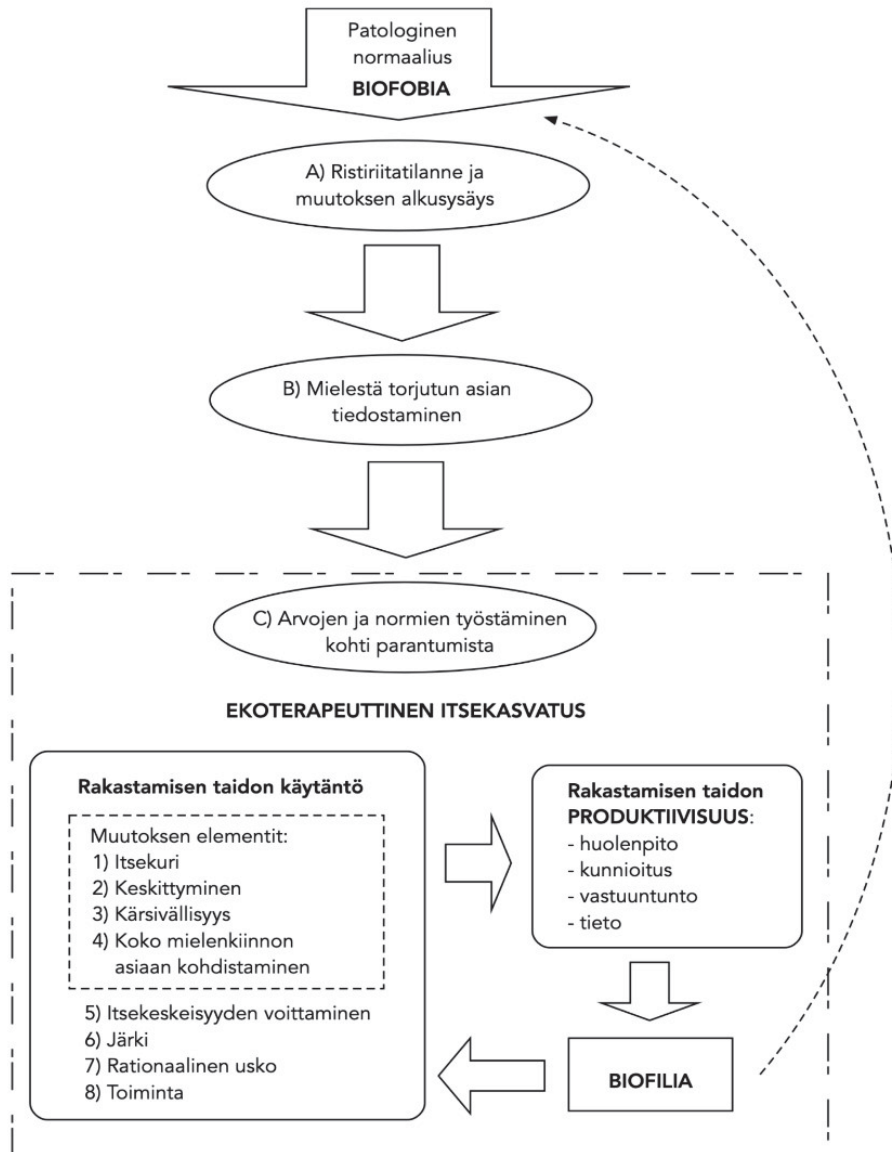 Patologinen
normaalius
BIOFOBIA
A) Ristiriitatilanne ja
muutoksen alkusysäys
B) Mielestä torjutun asian
tiedostaminen
C) Arvojen ja normien työstäminen
kohti parantumista
EKOTERAPEUTTINEN ITSEKASVATUS
Rakastamisen taidon käytäntö
Muutoksen elementit:
1) Itsekuri
2) Keskittyminen
3) Kärsivällisyys
4) Koko mielenkiinnon
asiaan kohdistaminen
5) Itsekeskeisyyden voittaminen
6) Järki
7) Rationaalinen usko
8) Toiminta
Rakastamisen taidon
PRODUKTIIVISUUS:
- huolenpito
- kunnioitus
- vastuuntunto
- tieto
BIOFILIA